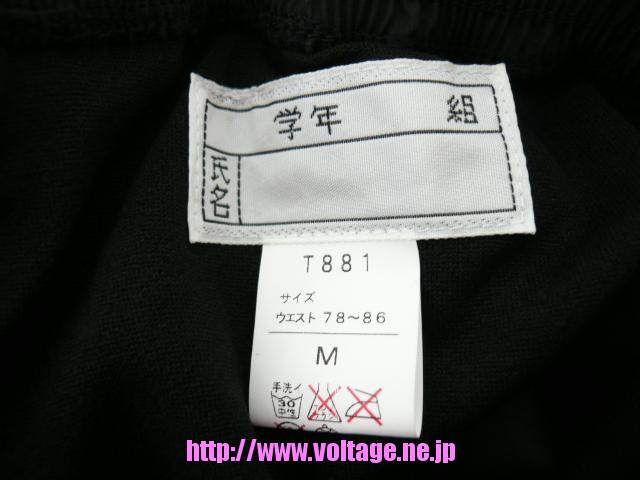 学年 組
氏名
T881
サイズ
ウエスト 78～86
M
手洗イ
30
中性
http://www.voltage.ne.jp